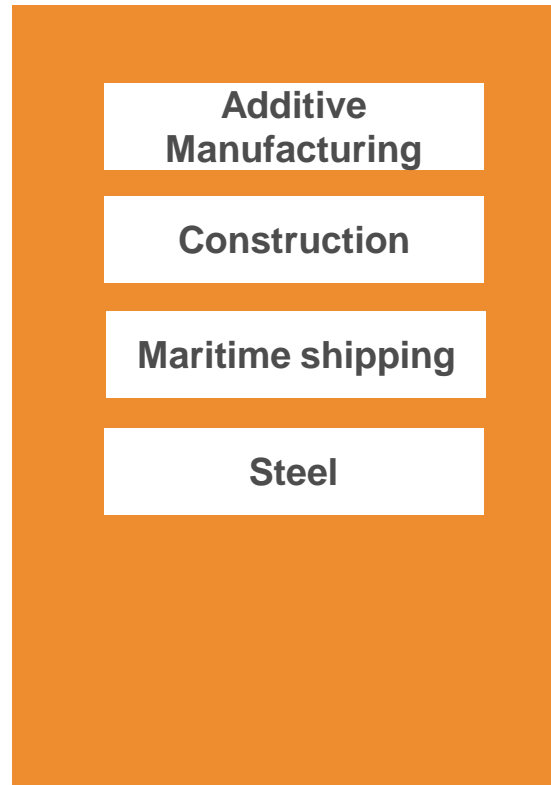 Additive
Manufacturing
Construction
Maritime shipping
Steel